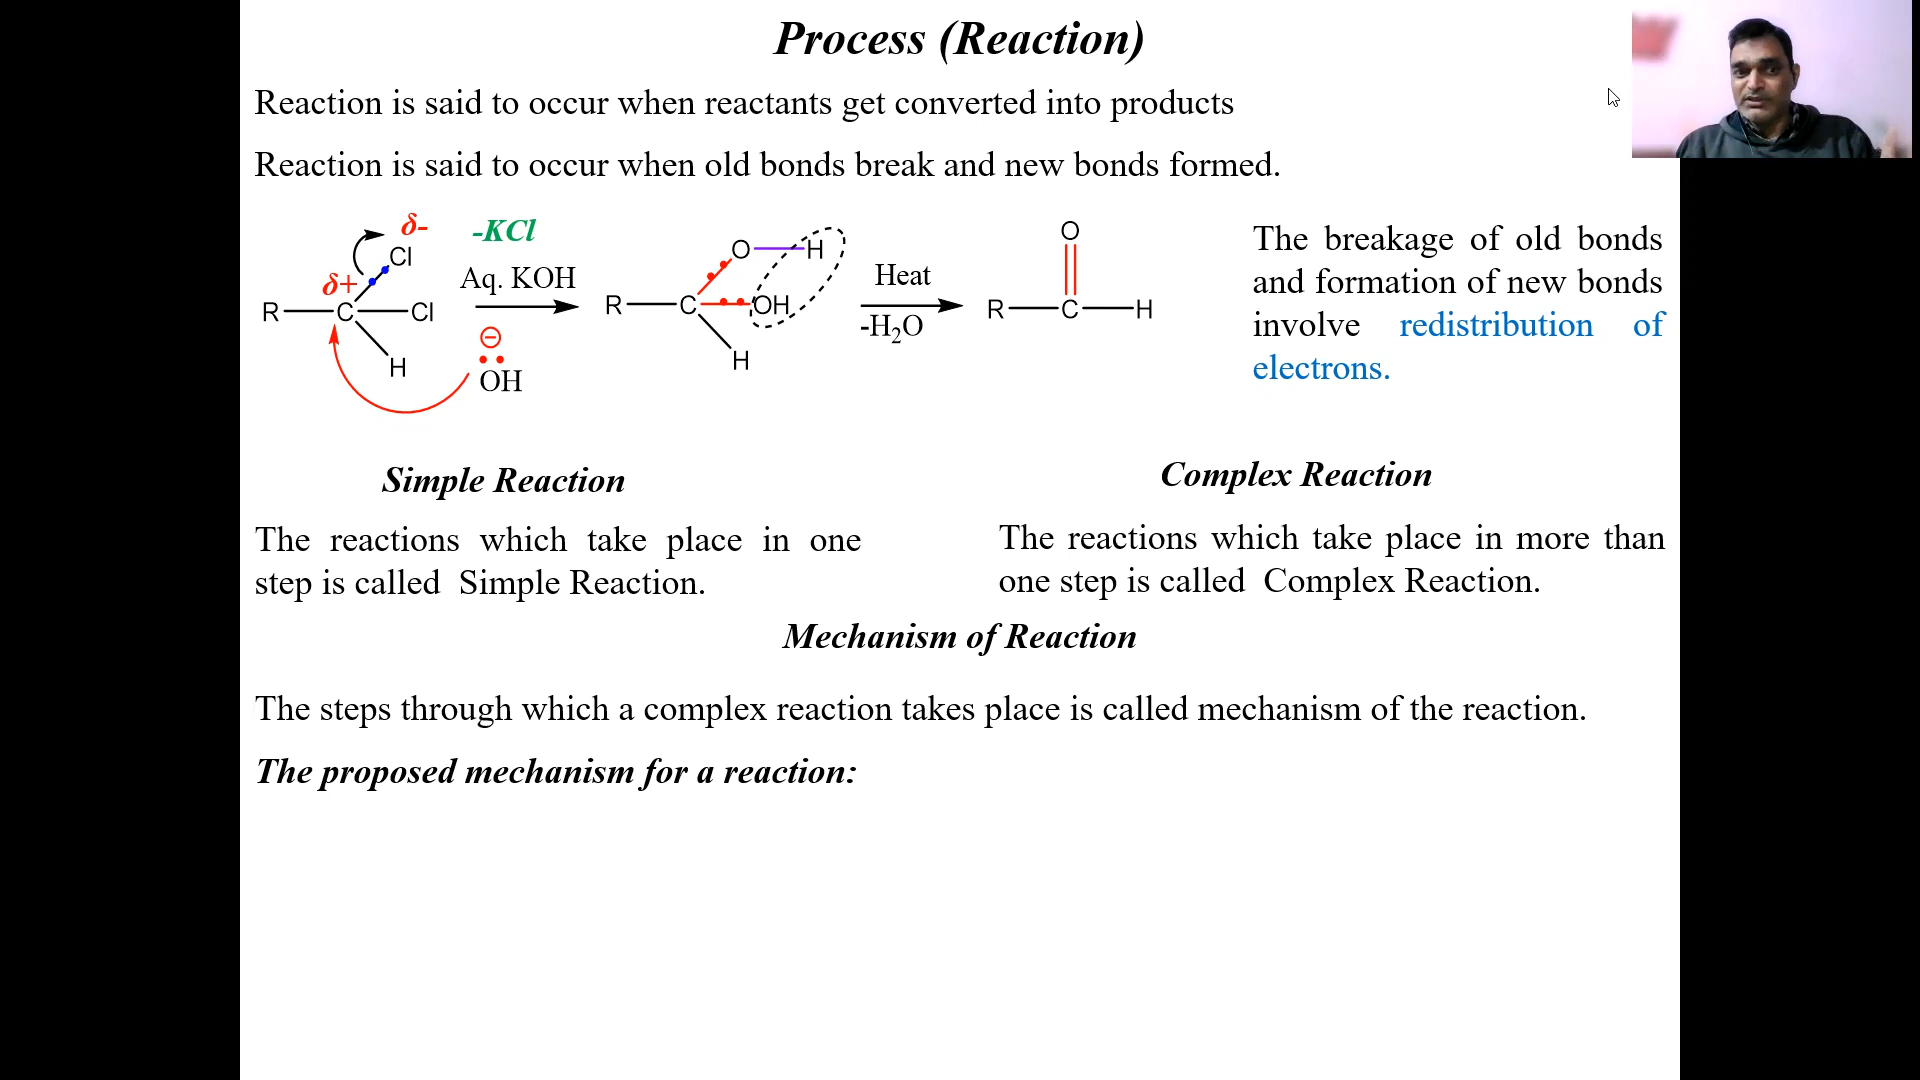 Process (Reaction)
Reaction is said to occur when reactants get converted into products
Reaction is said to occur when old bonds break and new bonds formed.
δ- -KCl
Cl
δ+ Aq. KOH
R C Cl
H
⊖
OH
O H
R C OH
H
Heat
-H₂O
O
R C H
The breakage of old bonds
and formation of new bonds
involve redistribution of
electrons.
Simple Reaction
The reactions which take place in one
step is called Simple Reaction.
Complex Reaction
The reactions which take place in more than
one step is called Complex Reaction.
Mechanism of Reaction
The steps through which a complex reaction takes place is called mechanism of the reaction.
The proposed mechanism for a reaction: